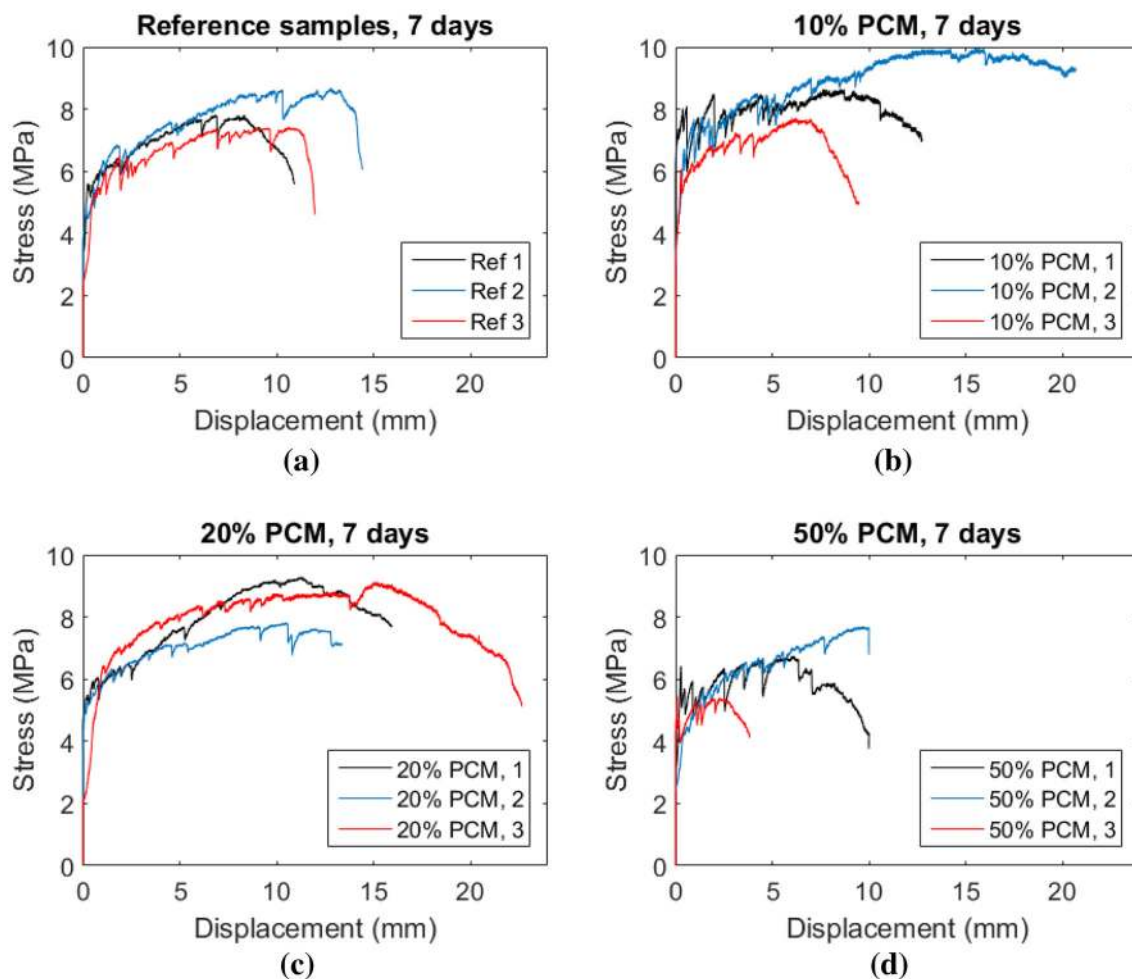 Reference samples, 7 days
10
8
6
4
2
0
Stress (MPa)
Ref 1
Ref 2
Ref 3
0 5 10 15 20
Displacement (mm)
(a)
10% PCM, 7 days
10
8
6
4
2
0
Stress (MPa)
10% PCM, 1
10% PCM, 2
10% PCM, 3
0 5 10 15 20
Displacement (mm)
(b)
20% PCM, 7 days
10
8
6
4
2
0
Stress (MPa)
20% PCM, 1
20% PCM, 2
20% PCM, 3
0 5 10 15 20
Displacement (mm)
(c)
50% PCM, 7 days
10
8
6
4
2
0
Stress (MPa)
50% PCM, 1
50% PCM, 2
50% PCM, 3
0 5 10 15 20
Displacement (mm)
(d)